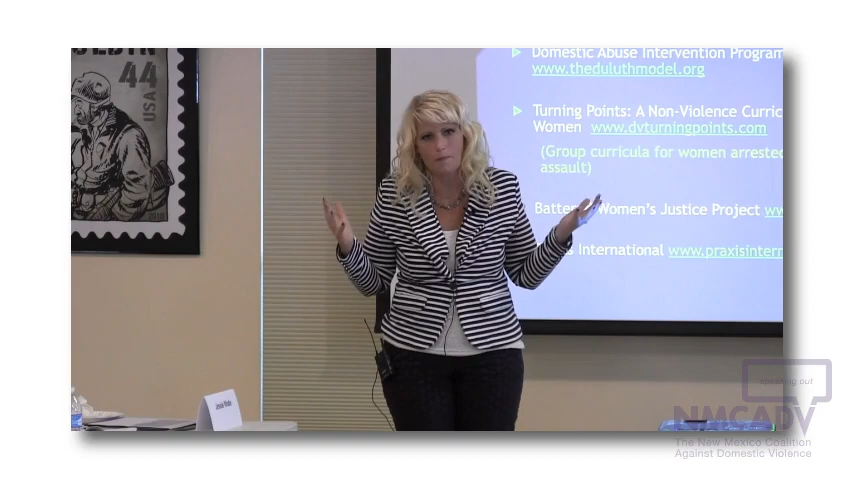 44
USA
Domestic Abuse Intervention Program
www.theduluthmodel.org
Turning Points: A Non-Violence Curric
Women www.dvturningpoints.com
(Group curricula for women arrested
assault)
Women's Justice Project
International www.praxisintern
speaking out
NMCADV
The New Mexico Coalition
Against Domestic Violence